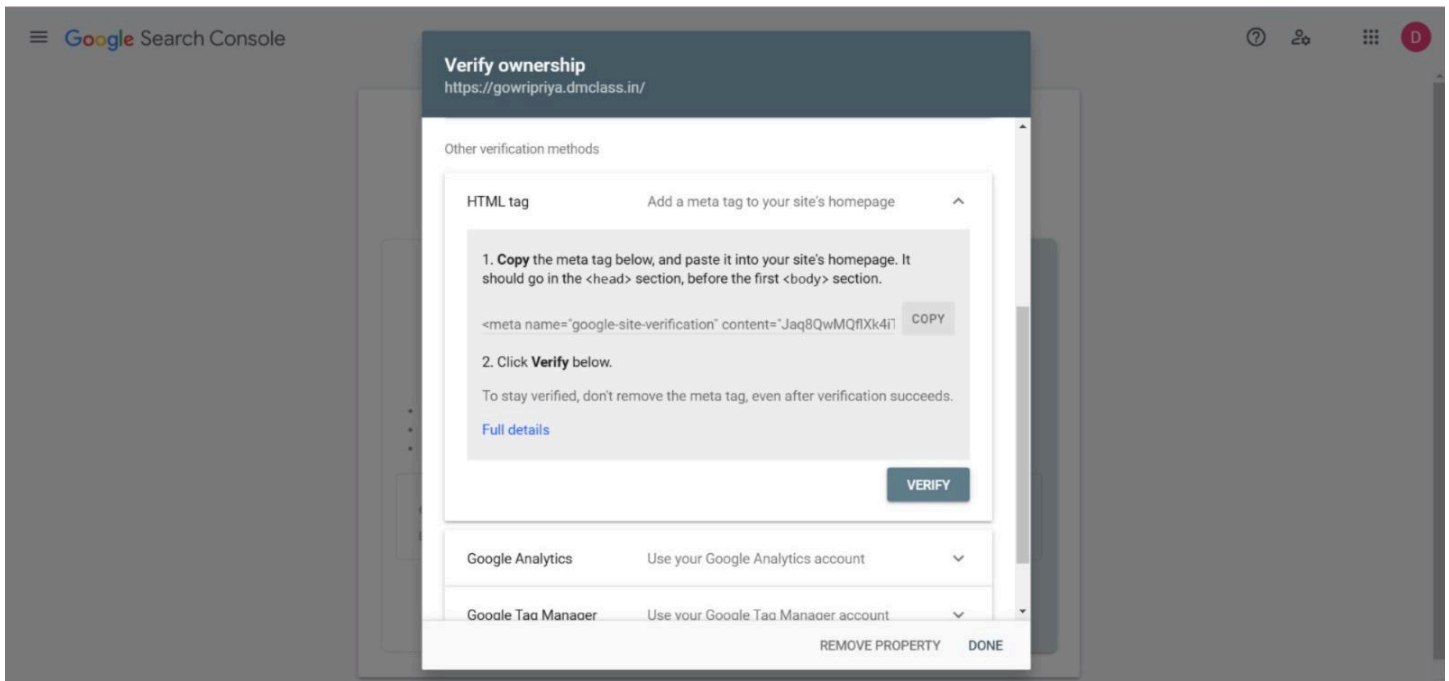 Google Search Console
D
Verify ownership
https://gowripriya.dmclass.in/
Other verification methods
HTML tag
Add a meta tag to your site's homepage
1. Copy the meta tag below, and paste it into your site's homepage. It
should go in the <head> section, before the first <body> section.
<meta name="google-site-verification" content="Jaq8QwMQflXk4iT
COPY
2. Click Verify below.
To stay verified, don't remove the meta tag, even after verification succeeds.
Full details
VERIFY
Google Analytics
Use your Google Analytics account
Google Tag Manager
Use your Google Tag Manager account
REMOVE PROPERTY
DONE